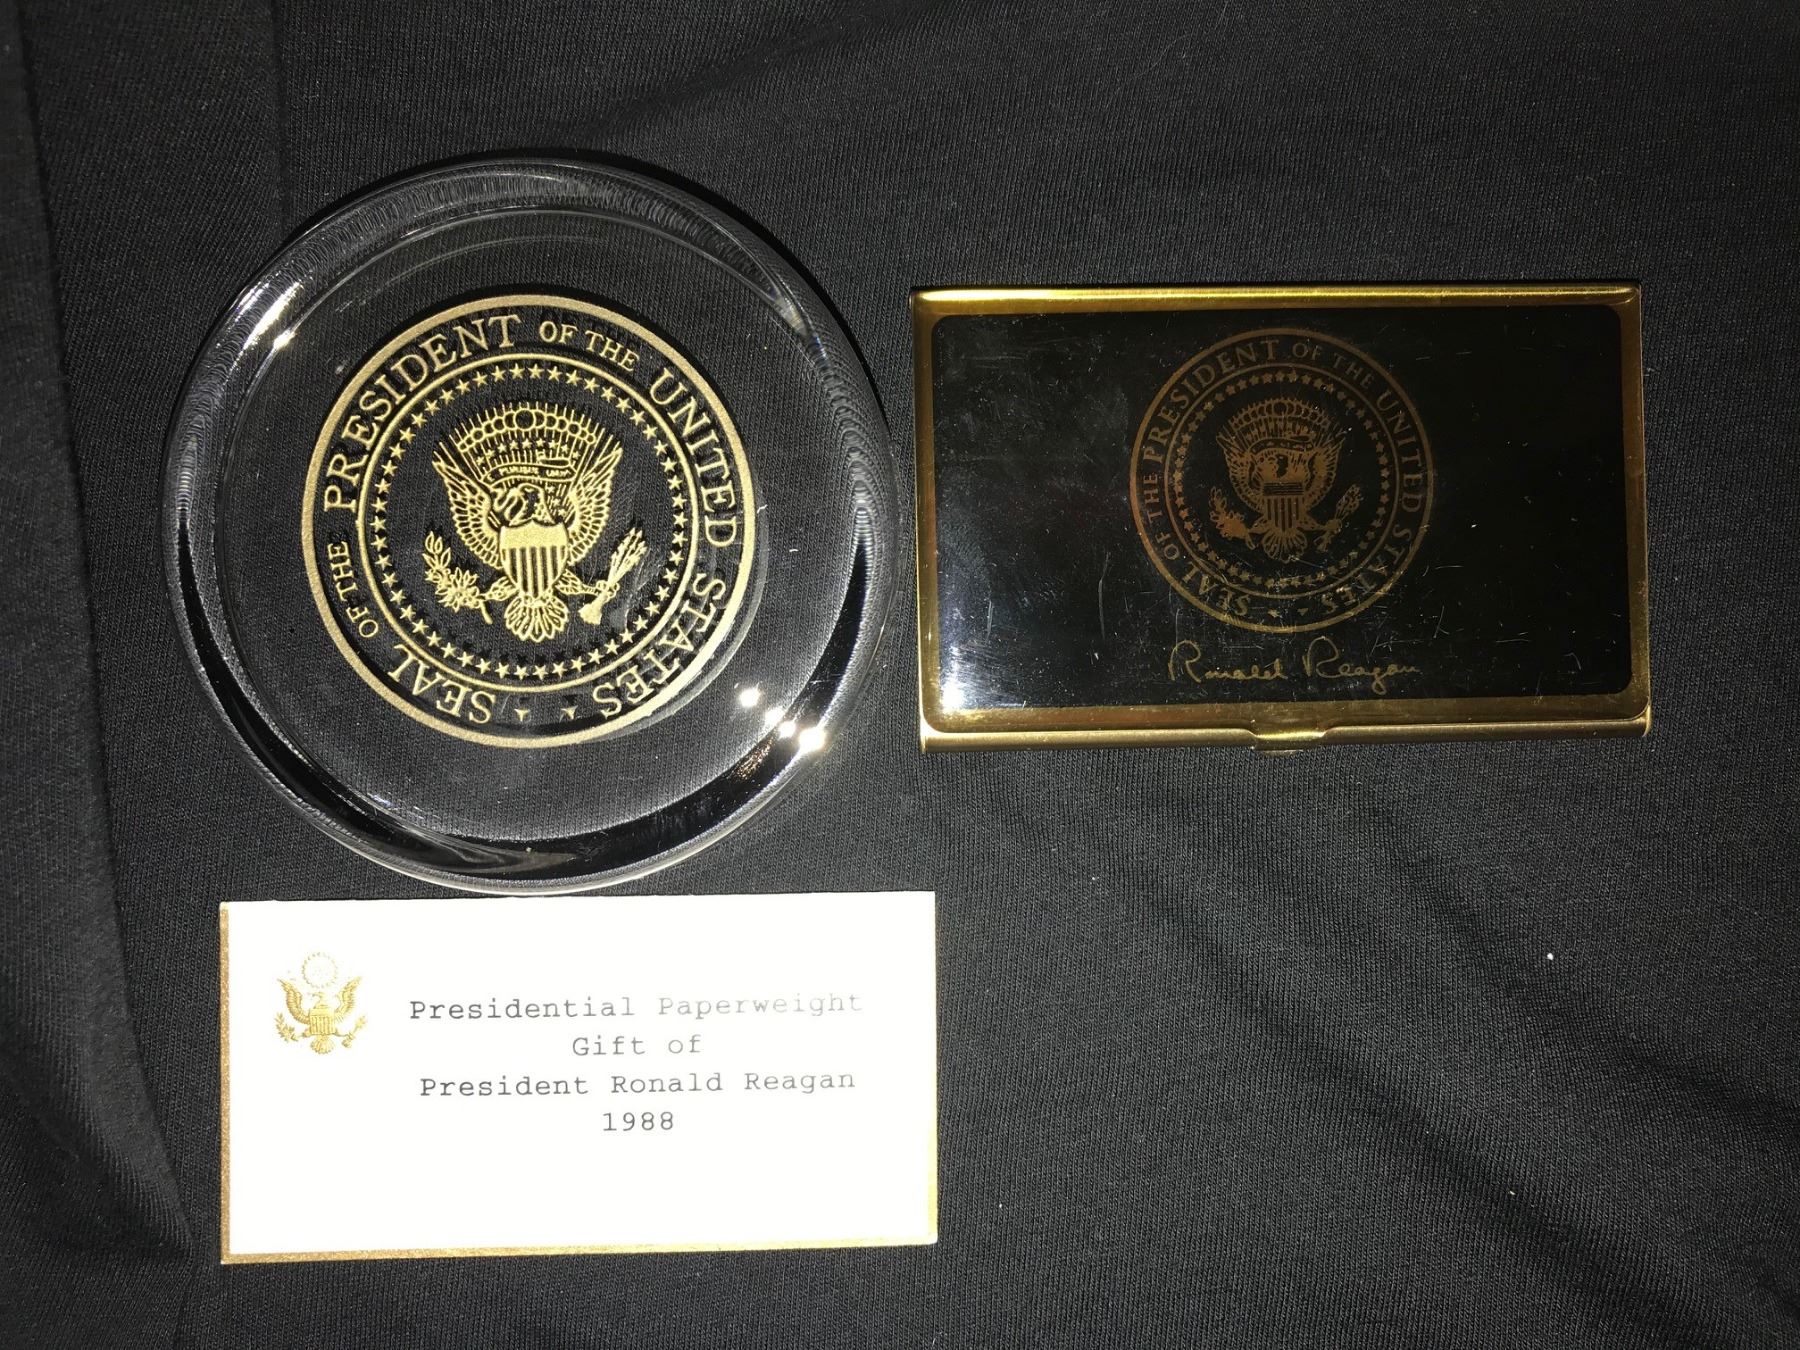 SEAL OF THE PRESIDENT OF THE UNITED STATES
SEAL OF THE PRESIDENT OF THE UNITED STATES
Ronald Reagan
Presidential Paperweight
Gift of
President Ronald Reagan
1988